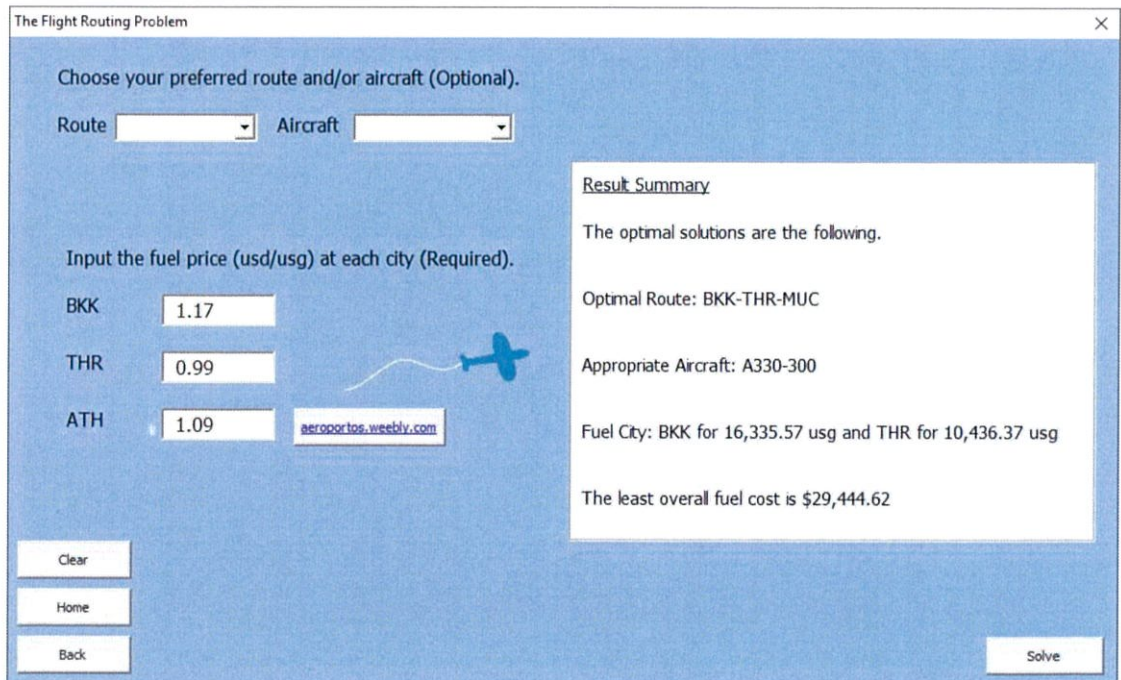 The Flight Routing Problem
Choose your preferred route and/or aircraft (Optional).
Route Aircraft
Input the fuel price (usd/usg) at each city (Required).
BKK 1.17
THR 0.99
ATH 1.09
aeroportos.weebly.com
Result Summary
The optimal solutions are the following.
Optimal Route: BKK-THR-MUC
Appropriate Aircraft: A330-300
Fuel City: BKK for 16,335.57 usg and THR for 10,436.37 usg
The least overall fuel cost is $29,444.62
Clear
Home
Back
Solve